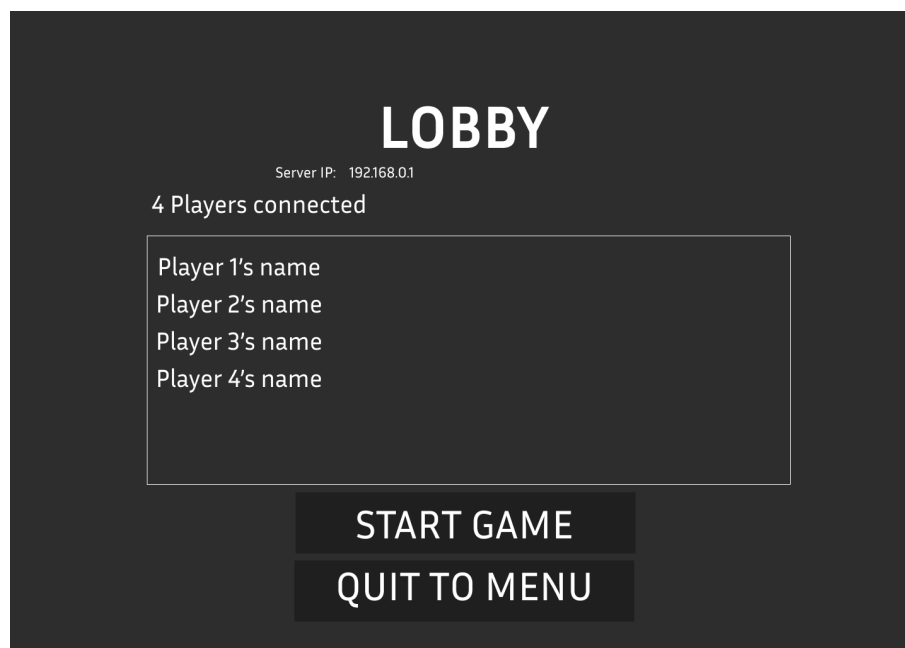 LOBBY
Server IP: 192.168.0.1
4 Players connected
Player 1's name
Player 2's name
Player 3's name
Player 4's name
START GAME
QUIT TO MENU